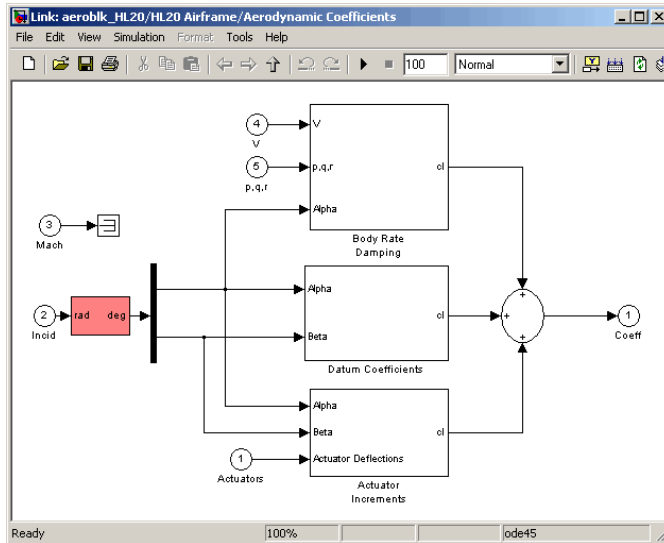 Link: aeroblk_HL20/HL20 Airframe/Aerodynamic Coefficients
File Edit View Simulation Format Tools Help
100 Normal
4
V
V
5
p,q,r
p,q,r
cl
Alpha
Body Rate
Damping
3
Mach
2
Incid
rad deg
Alpha
Beta
cl
Datum Coefficients
+
+
+
1
Coeff
Alpha
Beta
cl
1
Actuators
Actuator Deflections
Actuator
Increments
Ready 100% ode45